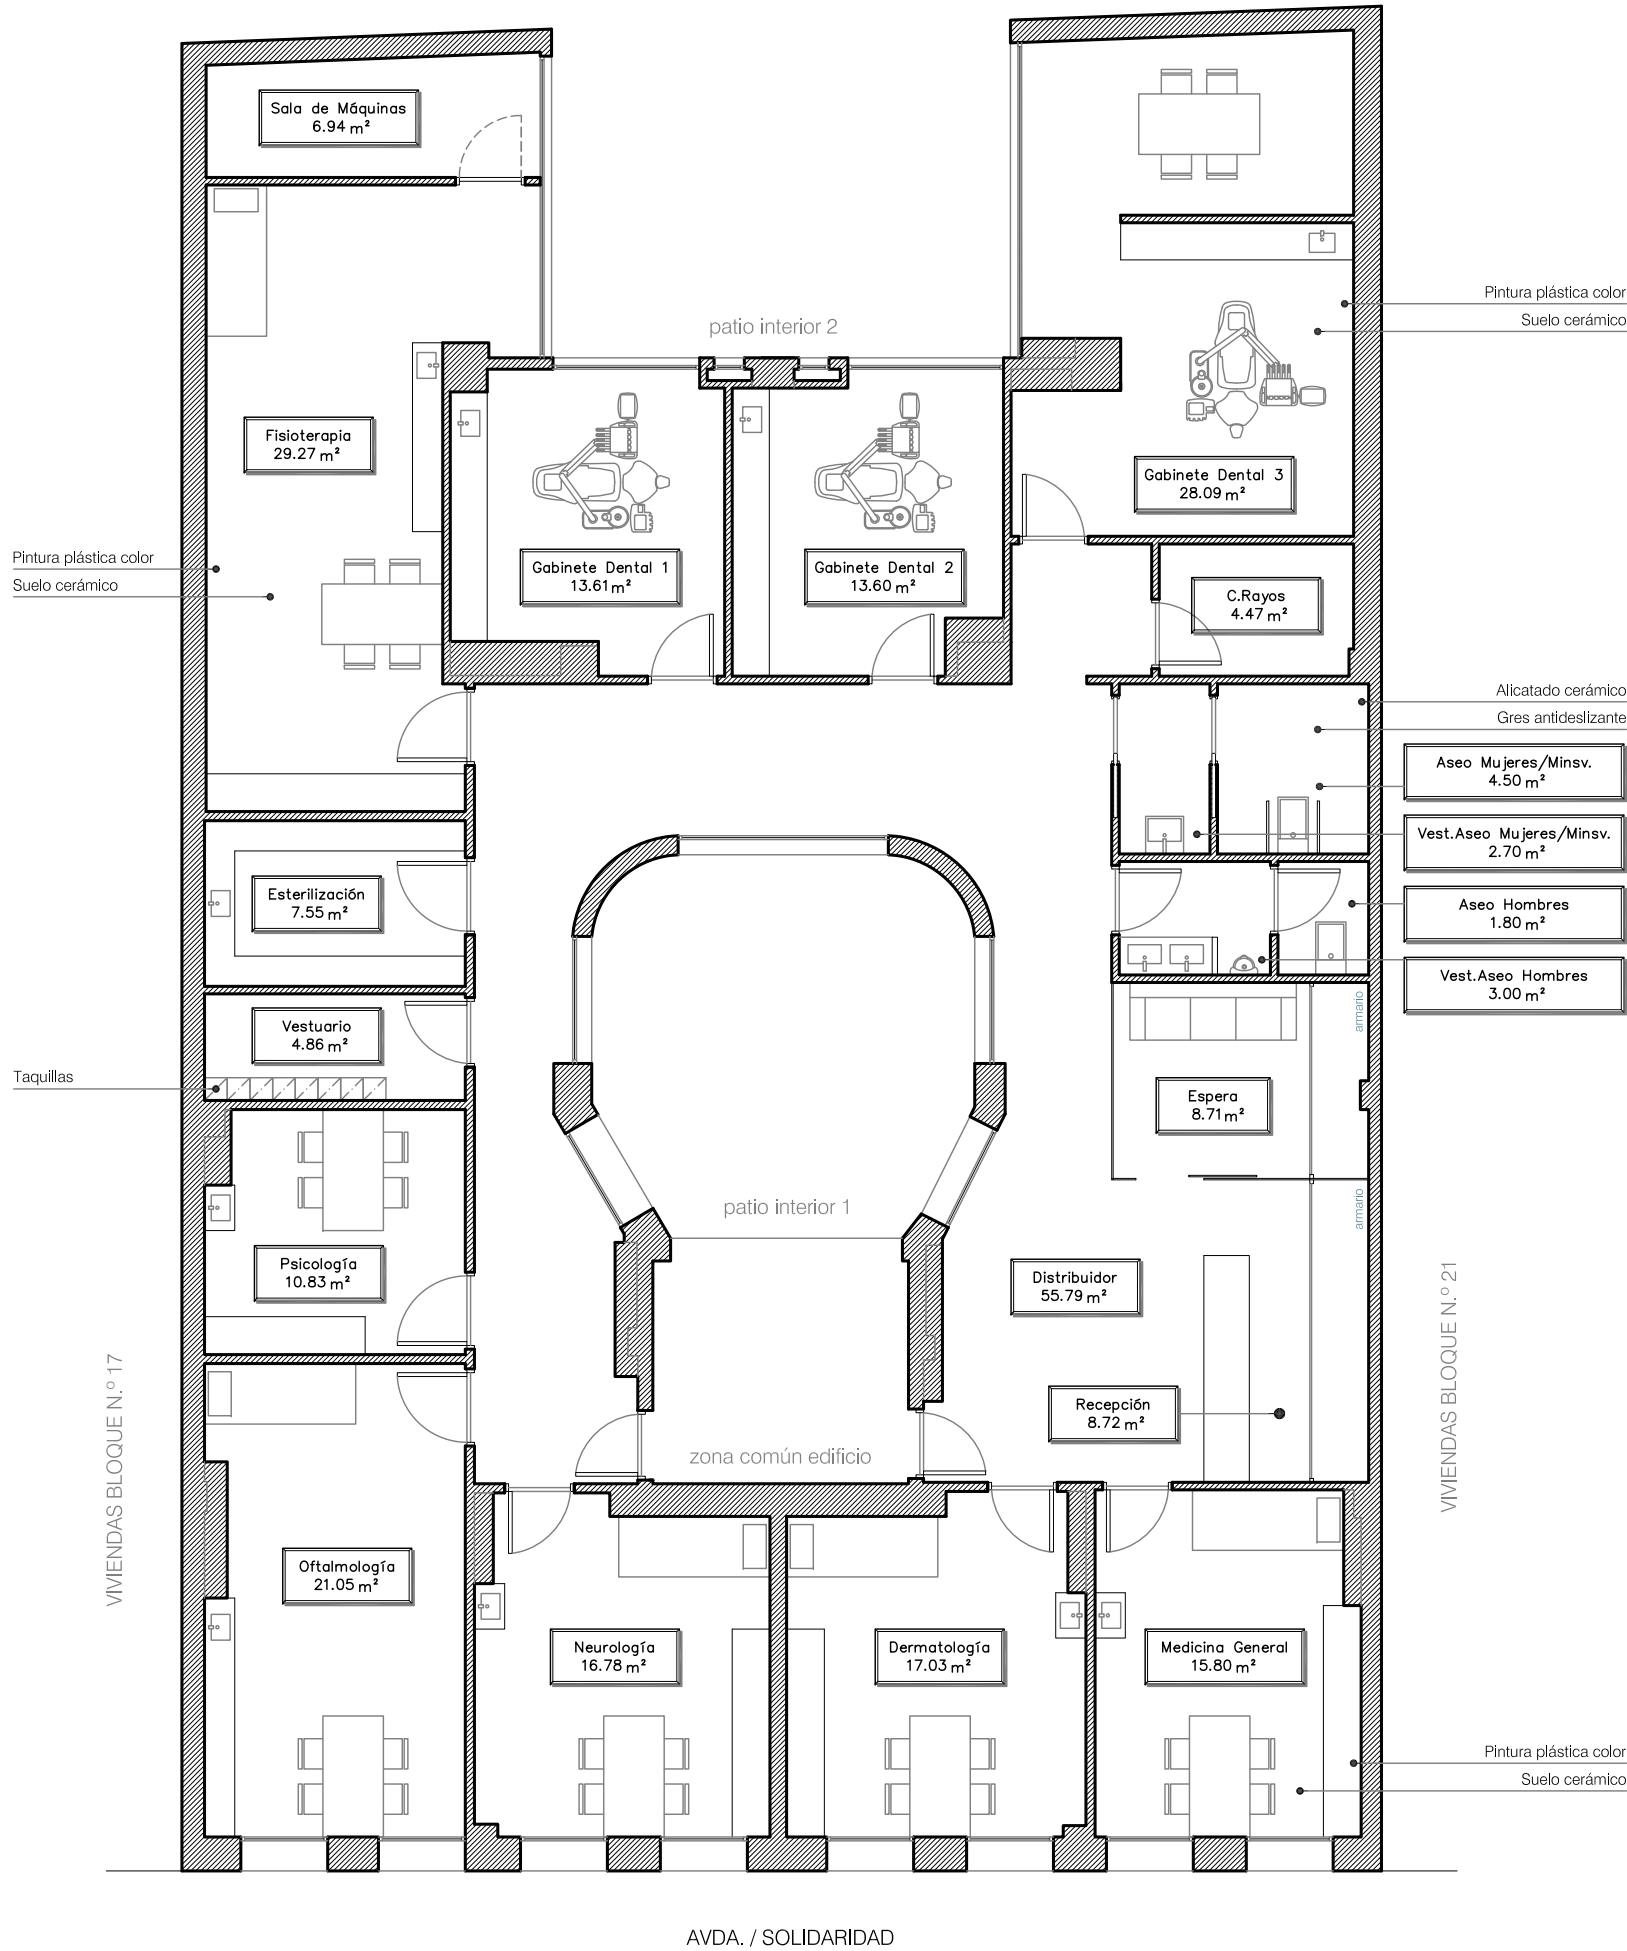 Sala de Máquinas
6.94 m²
patio interior 2
Pintura plástica color
Suelo cerámico
Fisioterapia
29.27 m²
Gabinete Dental 3
28.09 m²
Pintura plástica color
Suelo cerámico
Gabinete Dental 1
13.61 m²
Gabinete Dental 2
13.60 m²
C.Rayos
4.47 m²
Alicatado cerámico
Gres antideslizante
Aseo Mujeres/Minsv.
4.50 m²
Vest.Aseo Mujeres/Minsv.
2.70 m²
Aseo Hombres
1.80 m²
Vest.Aseo Hombres
3.00 m²
Esterilización
7.55 m²
Vestuario
4.86 m²
Taquillas
armario
Espera
8.71 m²
armario
patio interior 1
Psicología
10.83 m²
Distribuidor
55.79 m²
Recepción
8.72 m²
VIVIENDAS BLOQUE N.º 17
VIVIENDAS BLOQUE N.º 21
zona común edificio
Oftalmología
21.05 m²
Neurología
16.78 m²
Dermatología
17.03 m²
Medicina General
15.80 m²
Pintura plástica color
Suelo cerámico
AVDA. / SOLIDARIDAD